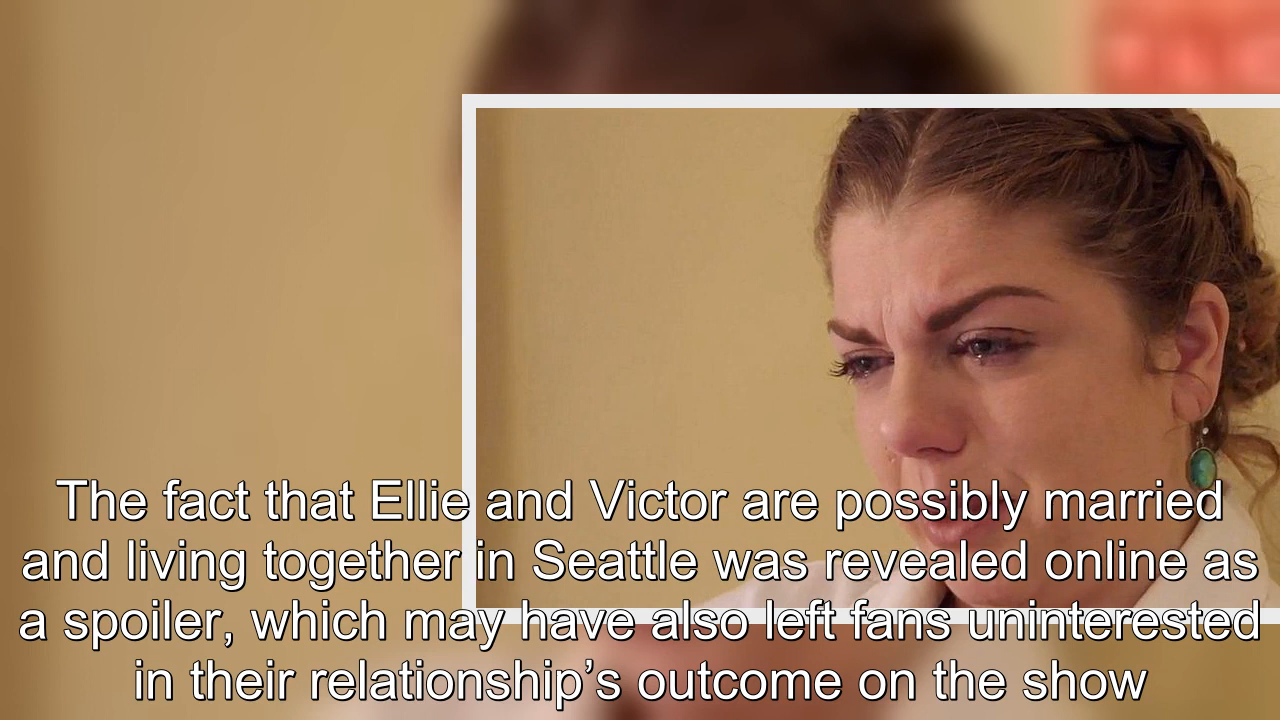 The fact that Ellie and Victor are possibly married
and living together in Seattle was revealed online as
a spoiler, which may have also left fans uninterested
in their relationship’s outcome on the show